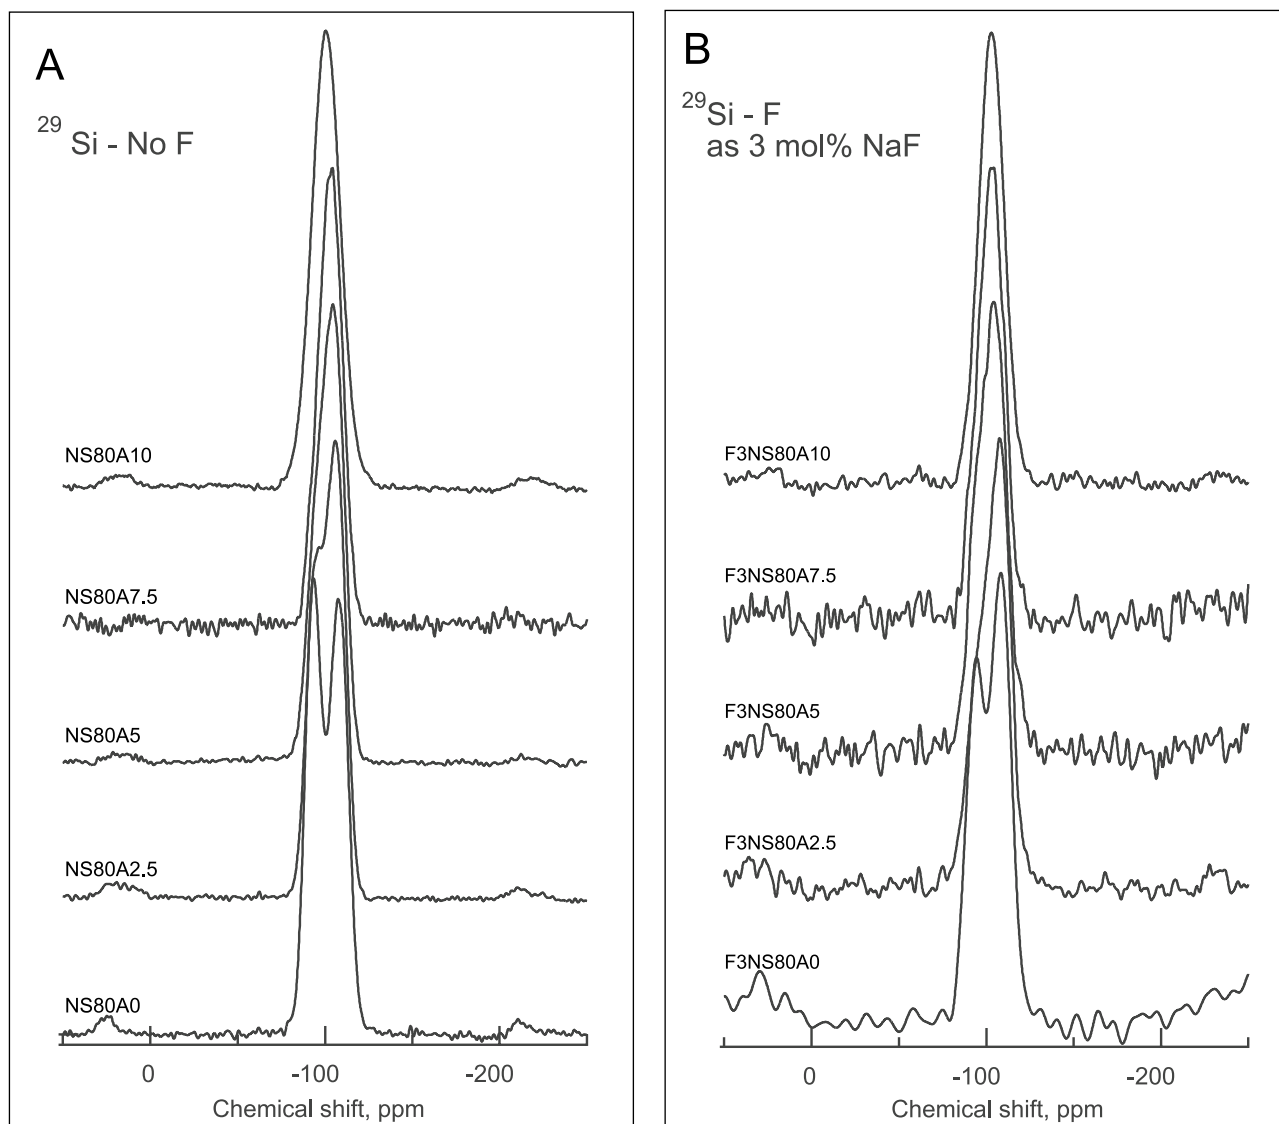 A
29 Si - No F
NS80A10
NS80A7.5
NS80A5
NS80A2.5
NS80A0
0 -100 -200
Chemical shift, ppm
B
29Si - F
as 3 mol% NaF
F3NS80A10
F3NS80A7.5
F3NS80A5
F3NS80A2.5
F3NS80A0
0 -100 -200
Chemical shift, ppm